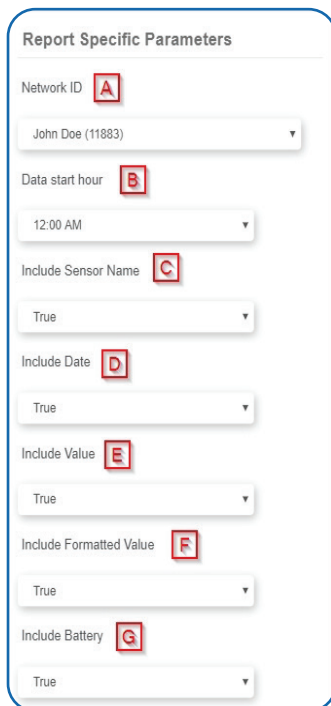 Report Specific Parameters
Network ID A
John Doe (11883)
Data start hour B
12:00 AM
Include Sensor Name C
True
Include Date D
True
Include Value E
True
Include Formatted Value F
True
Include Battery G
True